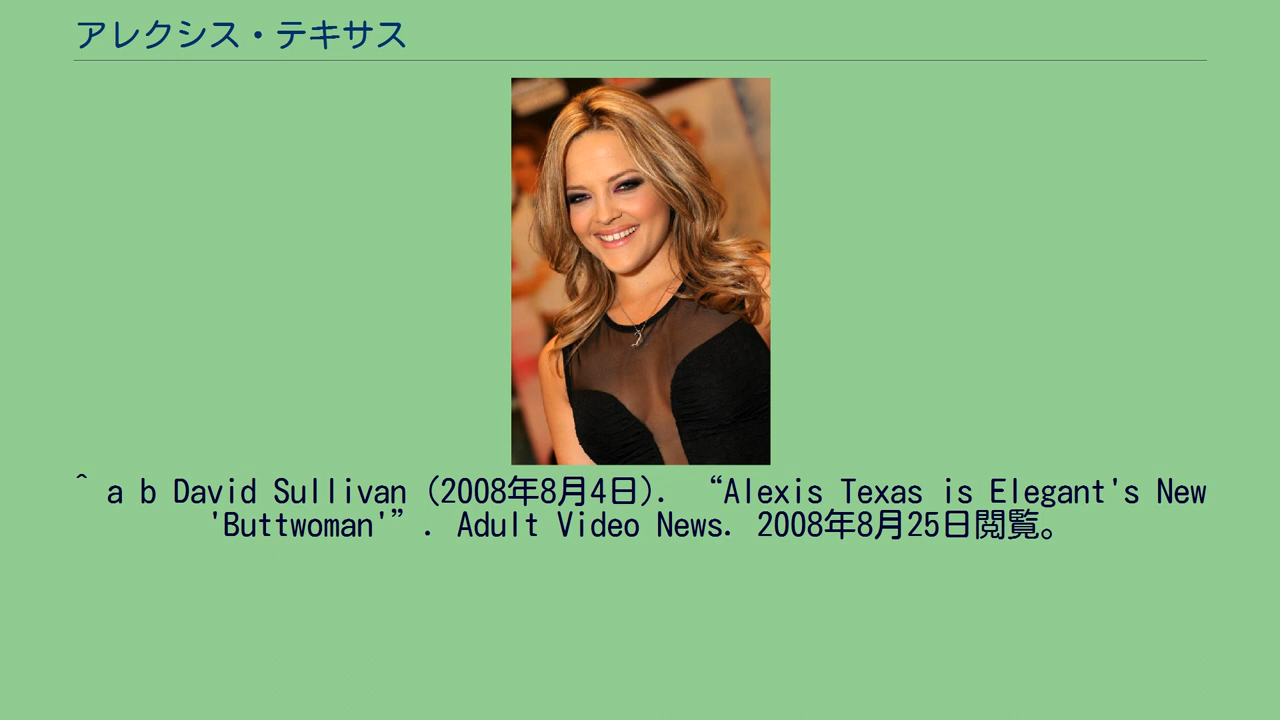 アレクシス・テキサス
^ a b David Sullivan (2008年8月4日). “Alexis Texas is Elegant's New
'Buttwoman'”. Adult Video News. 2008年8月25日閲覧。